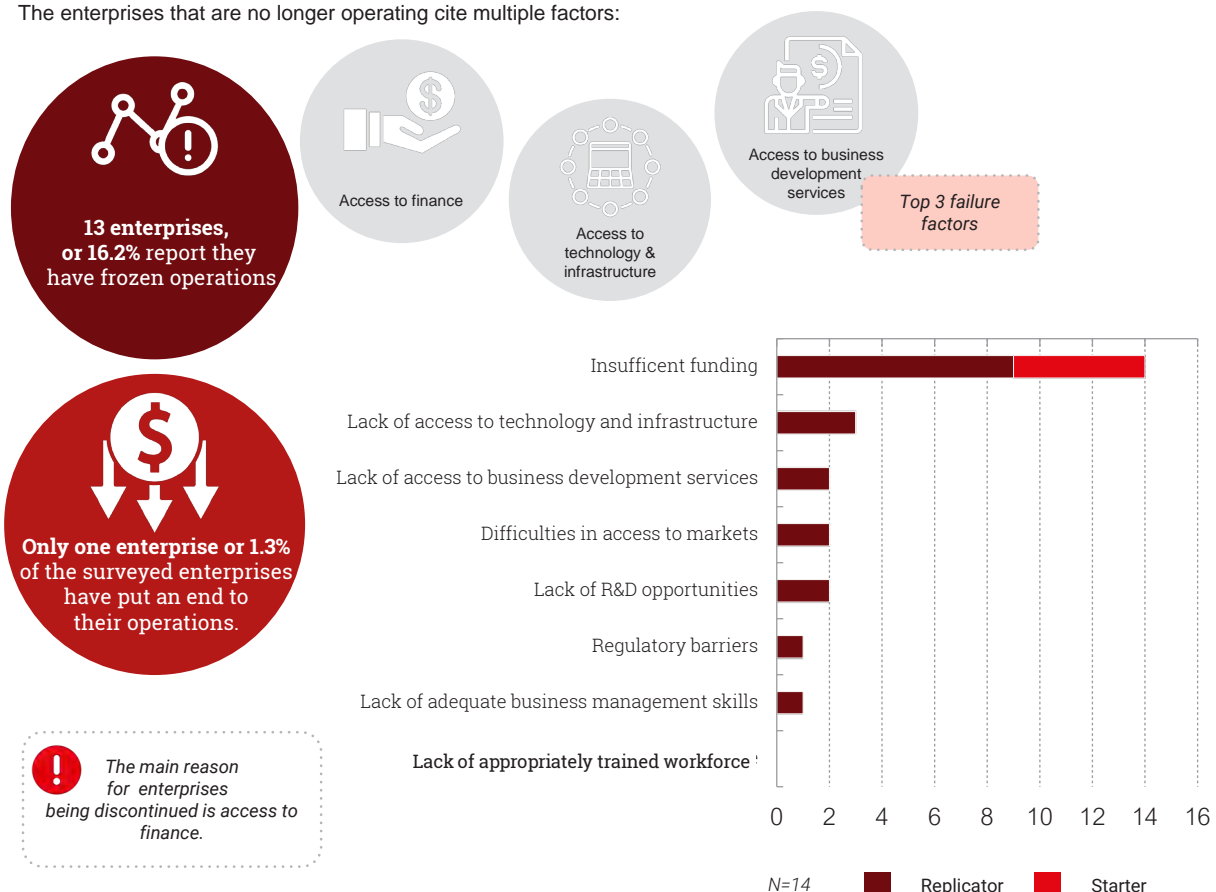 The enterprises that are no longer operating cite multiple factors:
13 enterprises,
or 16.2% report they
have frozen operations
Access to finance
Access to
technology &
infrastructure
Access to business
development
services
Top 3 failure
factors
Only one enterprise or 1.3%
of the surveyed enterprises
have put an end to
their operations.
The main reason
for enterprises
being discontinued is access to
finance.
Insufficent funding
Lack of access to technology and infrastructure
Lack of access to business development services
Difficulties in access to markets
Lack of R&D opportunities
Regulatory barriers
Lack of adequate business management skills
Lack of appropriately trained workforce
0 2 4 6 8 10 12 14 16
N=14 Replicator Starter